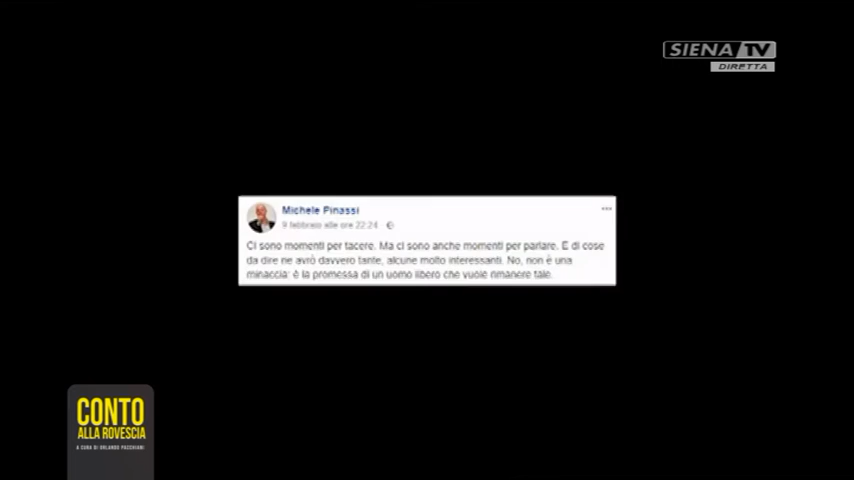 SIENA TV
DIRETTA
Michele Pinassi
9 febbraio alle ore 22:24
Ci sono momenti per tacere. Ma ci sono anche momenti per parlare. E di cose
da dire ne avrò davvero tante, alcune molto interessanti. No, non è una
minaccia: è la promessa di un uomo libero che vuole rimanere tale.
CONTO
ALLA ROVESCIA
A CURA DI ORLANDO PACCHIANI